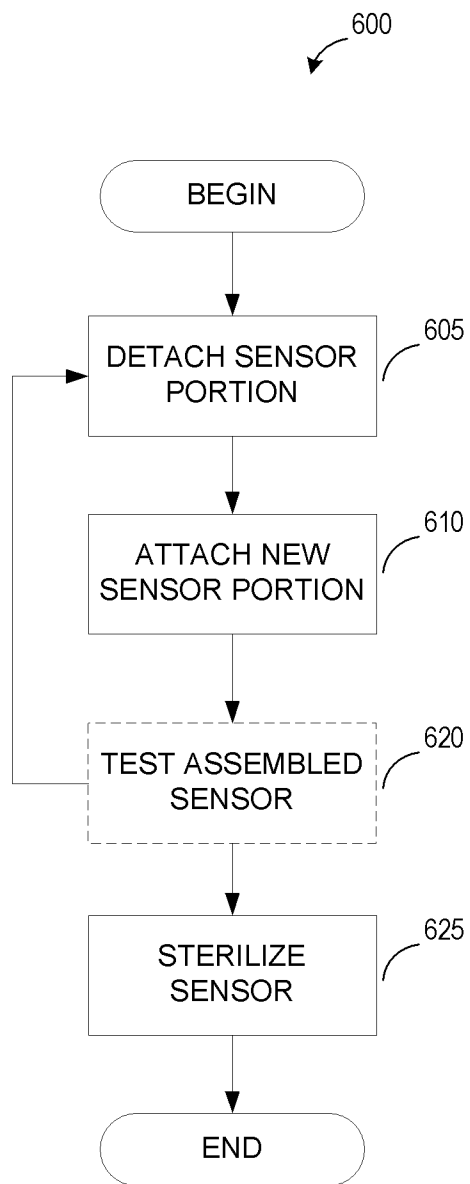 600
BEGIN
DETACH SENSOR
PORTION
605
ATTACH NEW
SENSOR PORTION
610
TEST ASSEMBLED
SENSOR
620
STERILIZE
SENSOR
625
END